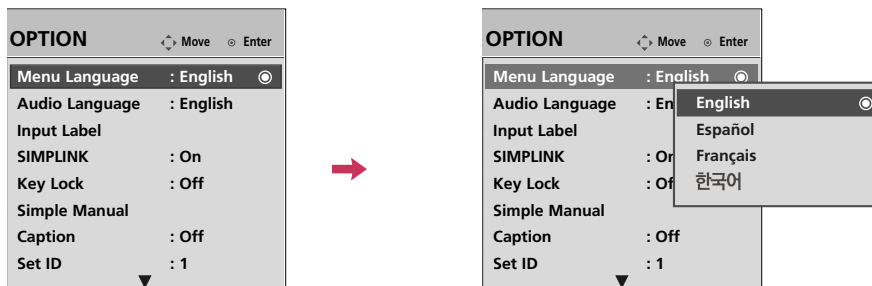 OPTION Move Enter
Menu Language : English
Audio Language : English
Input Label
SIMPLINK : On
Key Lock : Off
Simple Manual
Caption : Off
Set ID : 1
OPTION Move Enter
Menu Language : English
Audio Language : En
Input Label
SIMPLINK : On
Key Lock : Of
Simple Manual
Caption : Off
Set ID : 1
English
Español
Français
한국어